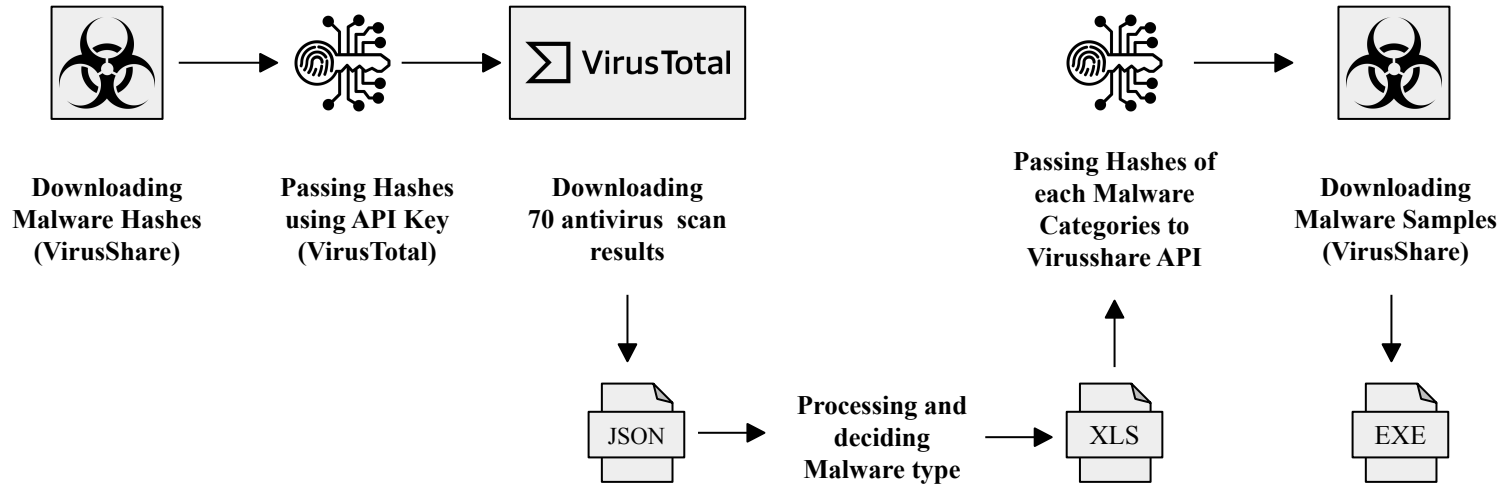 VirusTotal
Downloading
Malware Hashes
(VirusShare)
Passing Hashes
using API Key
(VirusTotal)
Downloading
70 antivirus scan
results
JSON
Processing and
deciding
Malware type
XLS
Passing Hashes of
each Malware
Categories to
Virusshare API
Downloading
Malware Samples
(VirusShare)
EXE